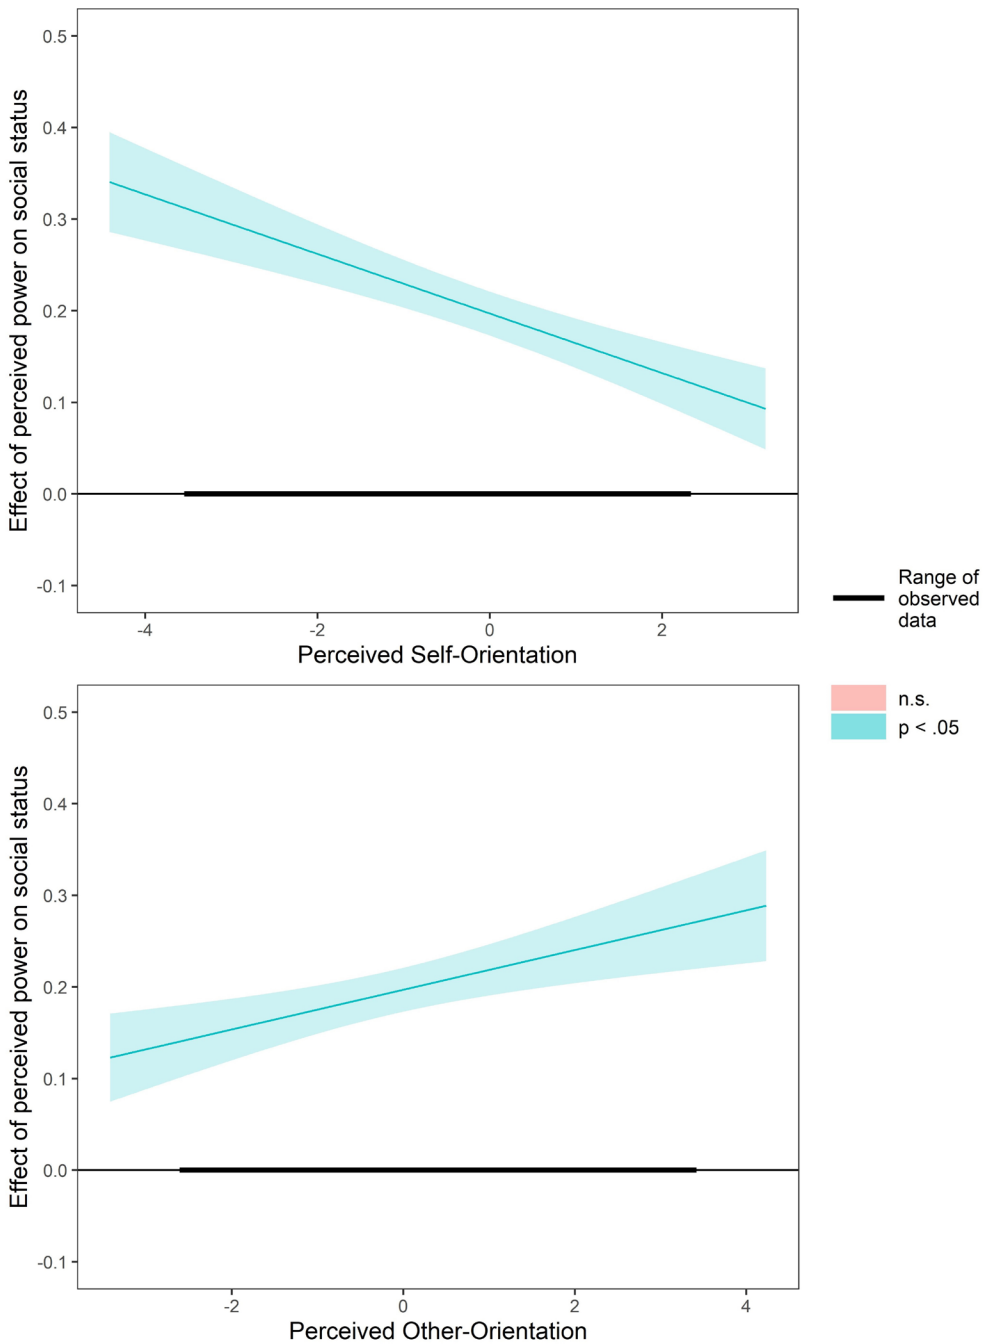 Effect of perceived power on social status
0.5
0.4
0.3
0.2
0.1
0.0
-0.1
-4 -2 0 2
Perceived Self-Orientation
Range of
observed
data
n.s.
p < .05
Effect of perceived power on social status
0.5
0.4
0.3
0.2
0.1
0.0
-0.1
-2 0 2 4
Perceived Other-Orientation